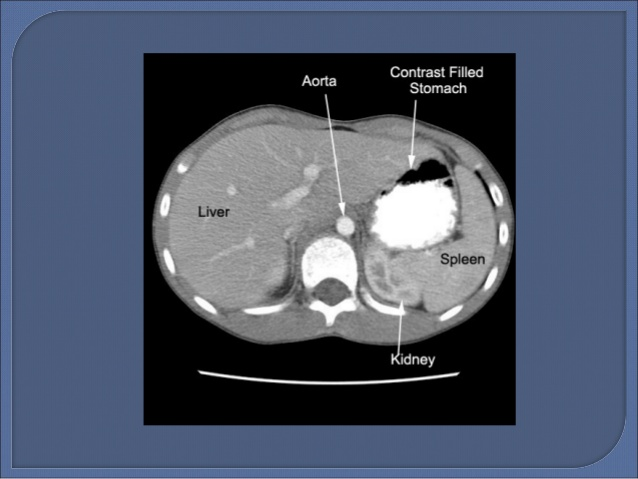 Aorta
Contrast Filled
Stomach
Liver
Spleen
Kidney